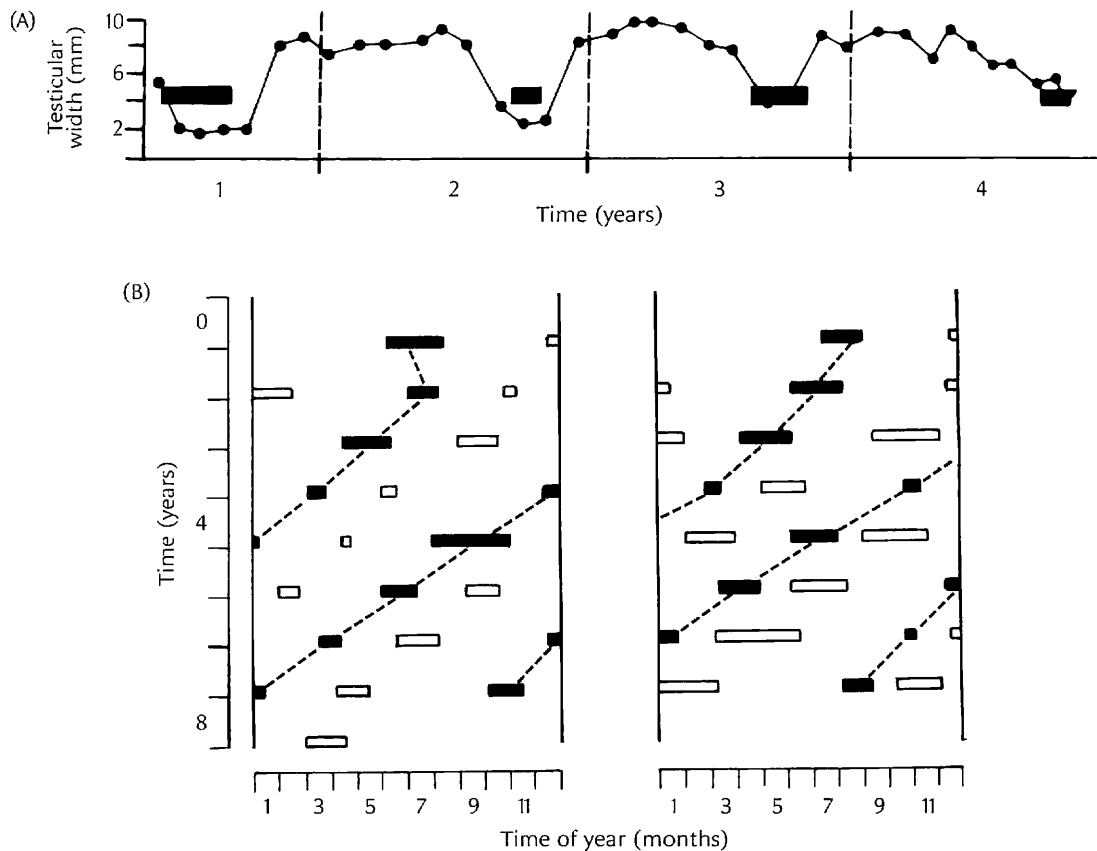 (A)
Testicular
width (mm)
10
6
2
1 2 3 4
Time (years)
(B)
Time (years)
0
4
8
1 3 5 7 9 11
1 3 5 7 9 11
Time of year (months)